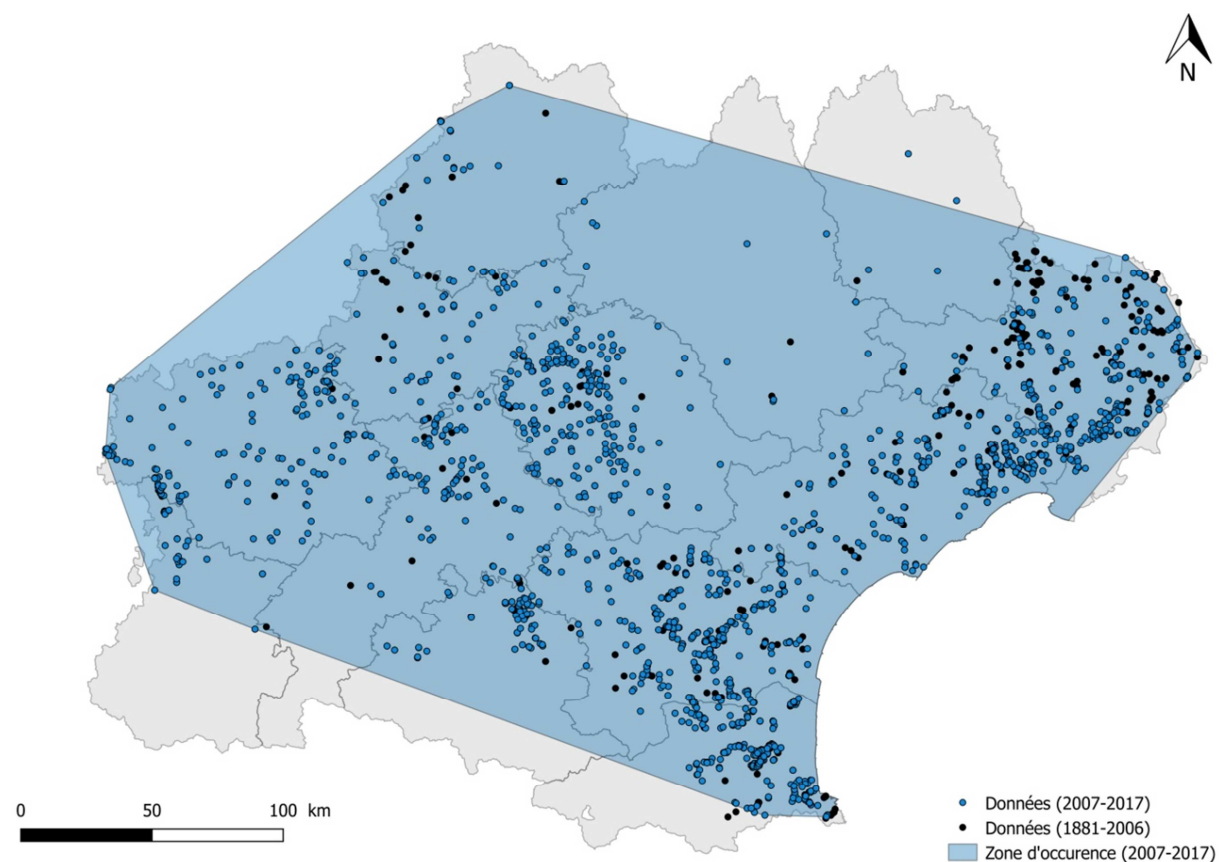 N
0 50 100 km
Données (2007-2017)
Données (1881-2006)
Zone d'occurence (2007-2017)